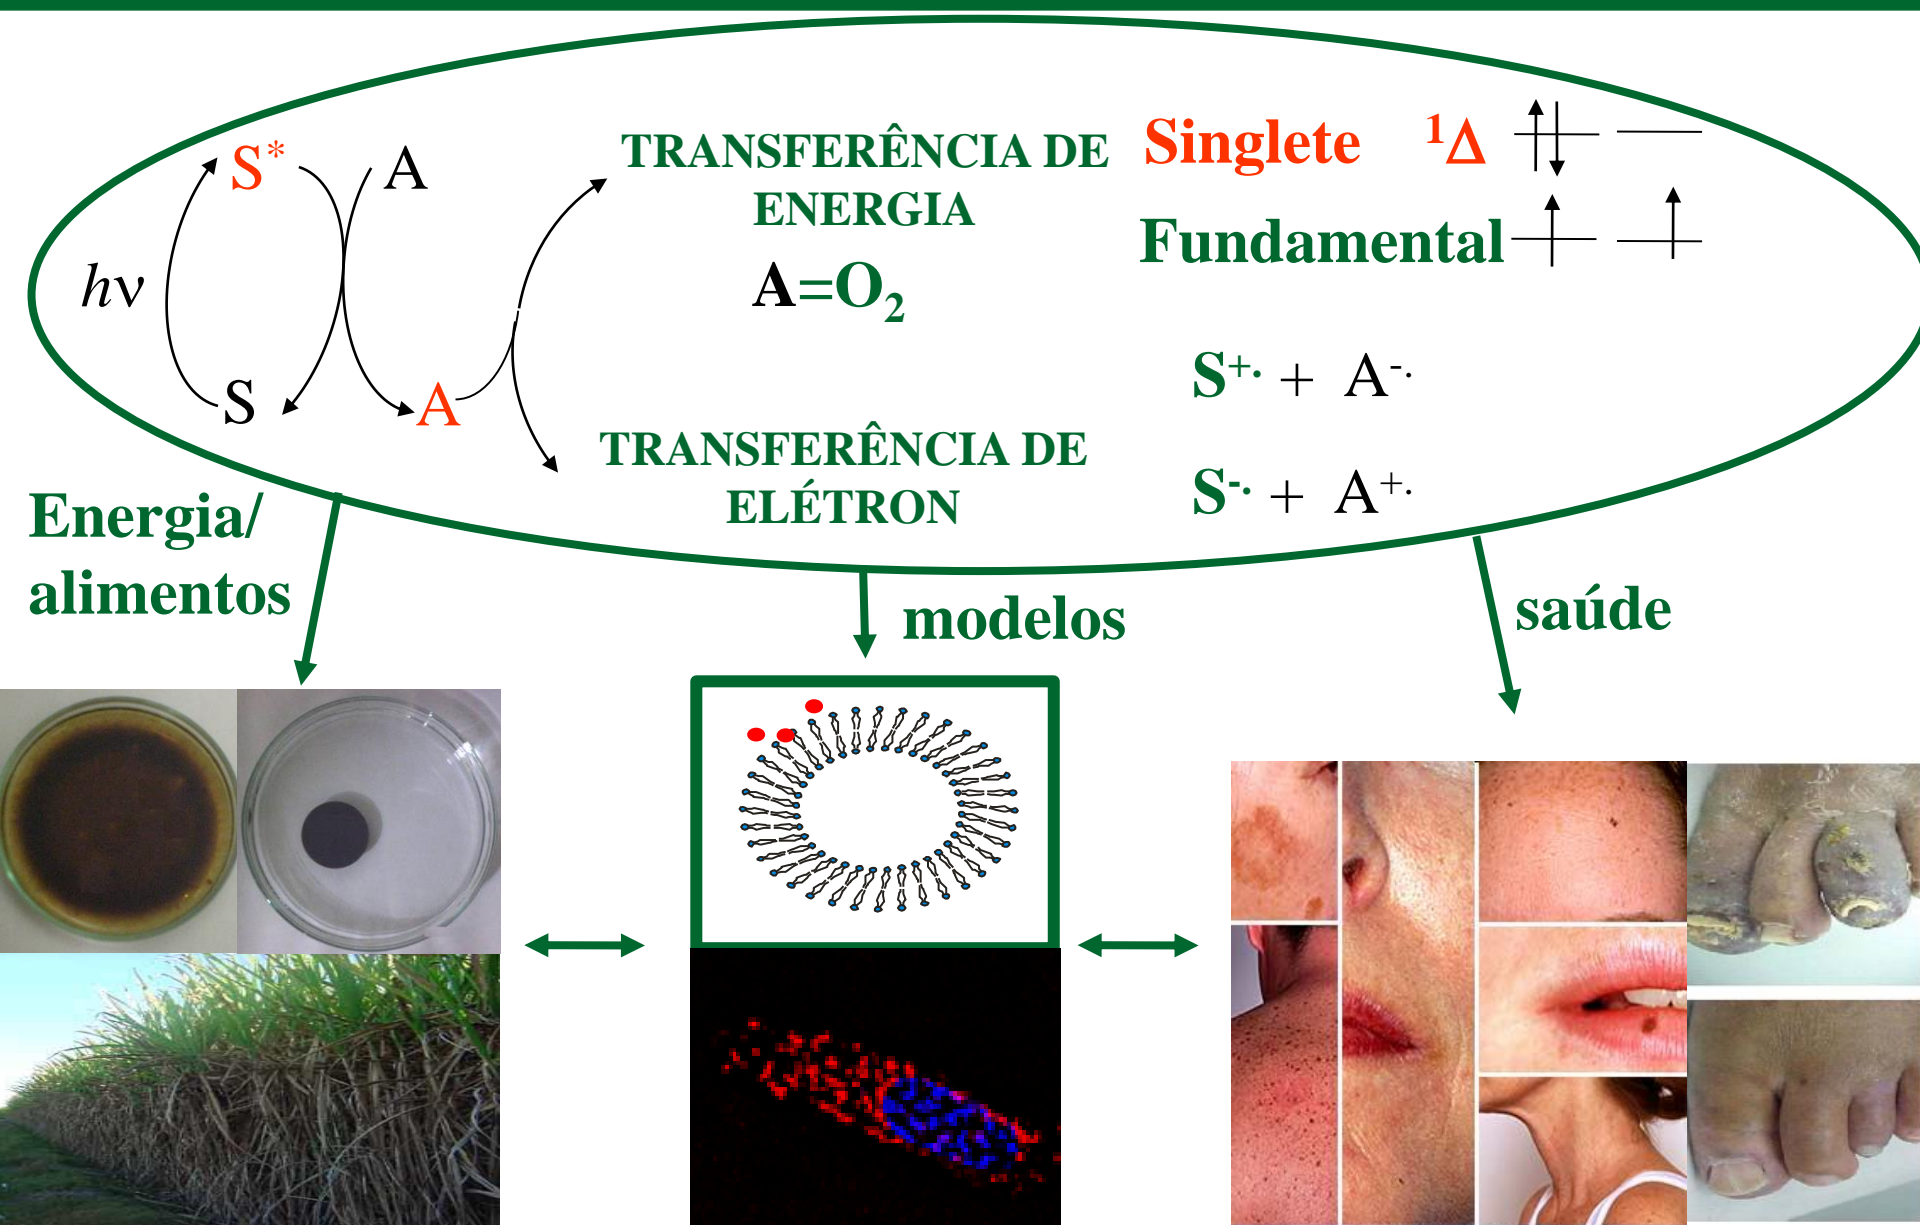 S* A
hν
S A
TRANSFERÊNCIA DE
ENERGIA
A=O₂
Singlete ¹Δ
Fundamental
TRANSFERÊNCIA DE
ELÉTRON
S⁺· + A⁻·
S⁻· + A⁺·
Energia/
alimentos
modelos
saúde